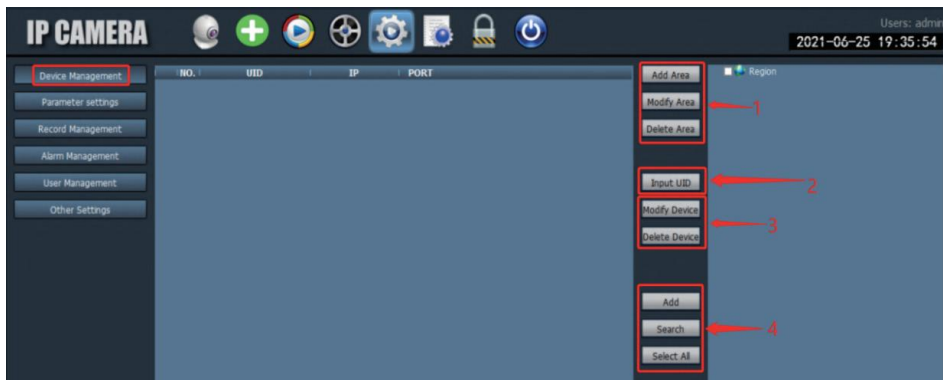 IP CAMERA
Users: admin
2021-06-25 19:35:54
Device Management
Parameter settings
Record Management
Alarm Management
User Management
Other Settings
NO. UID IP PORT
Add Area
Modify Area
Delete Area
1
Input UID
2
Modify Device
Delete Device
3
Add
Search
Select All
4
Region